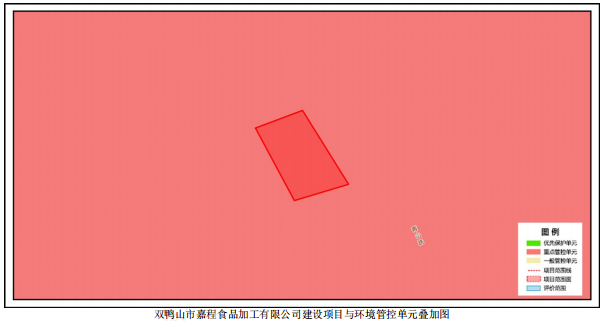 图例
优先保护单元
重点管控单元
一般管控单元
项目范围线
项目范围面
评价范围
双鸭山市嘉程食品加工有限公司建设项目与环境管控单元叠加图